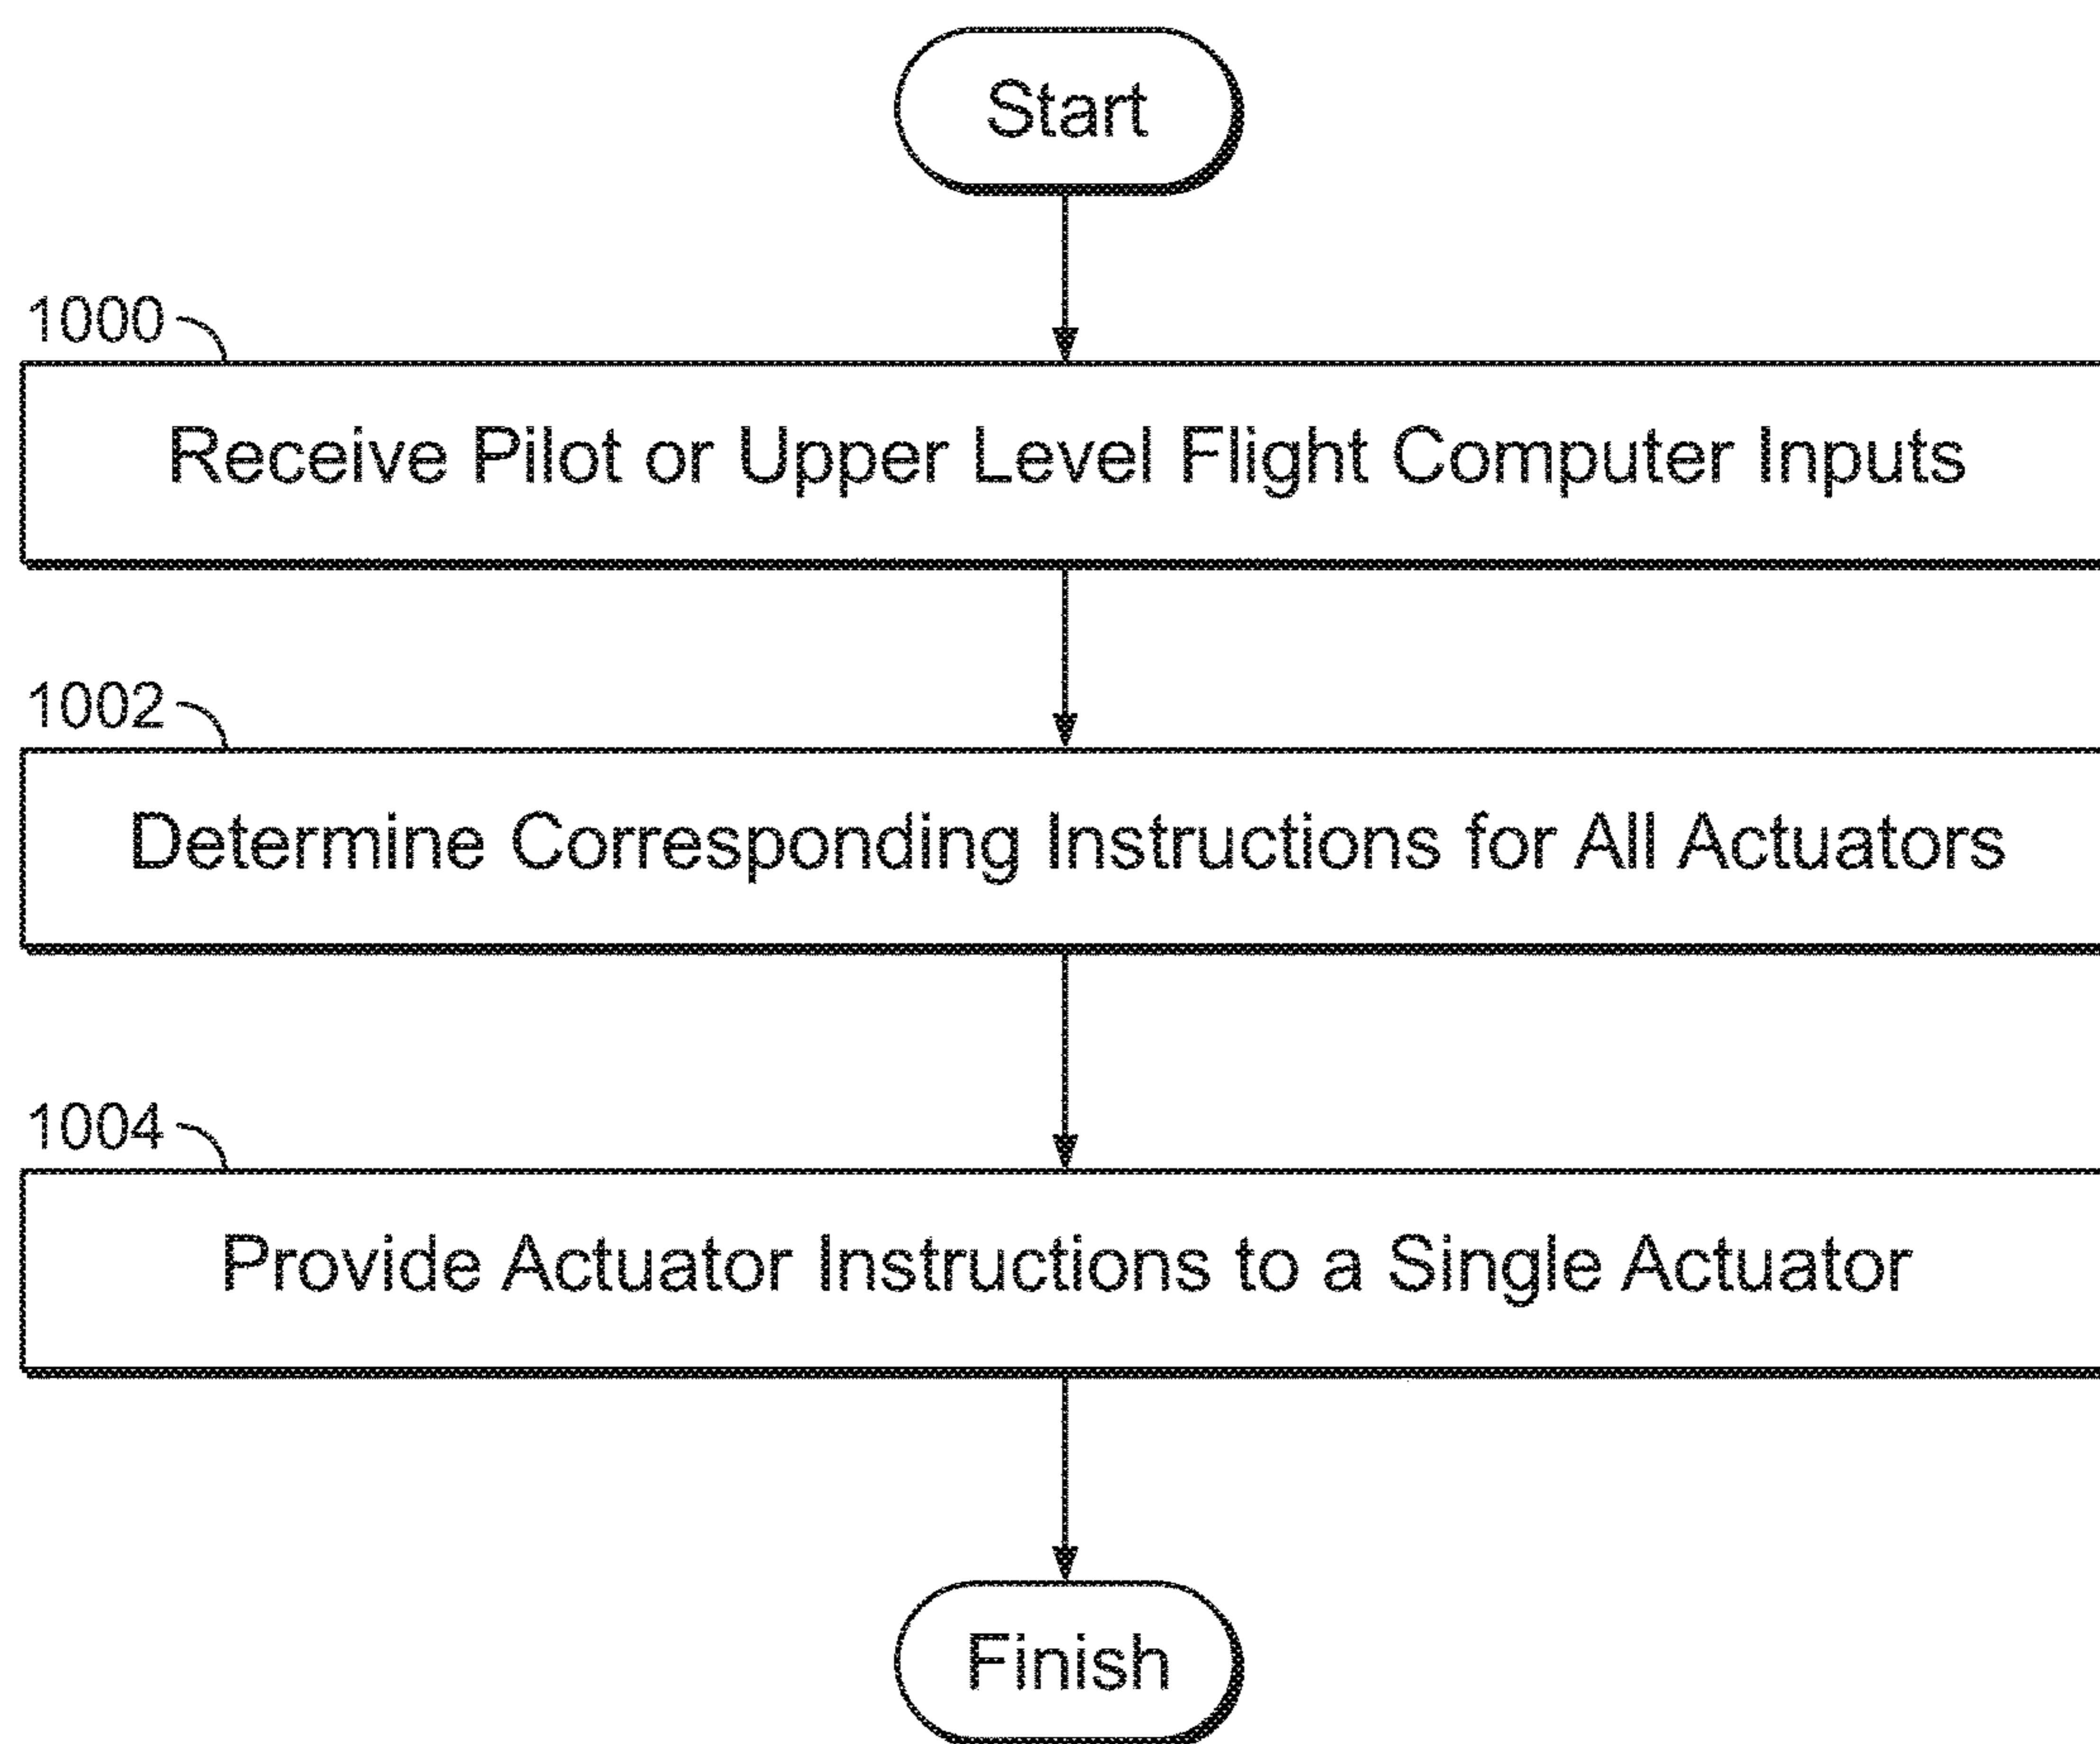 Start
1000
Receive Pilot or Upper Level Flight Computer Inputs
1002
Determine Corresponding Instructions for All Actuators
1004
Provide Actuator Instructions to a Single Actuator
Finish